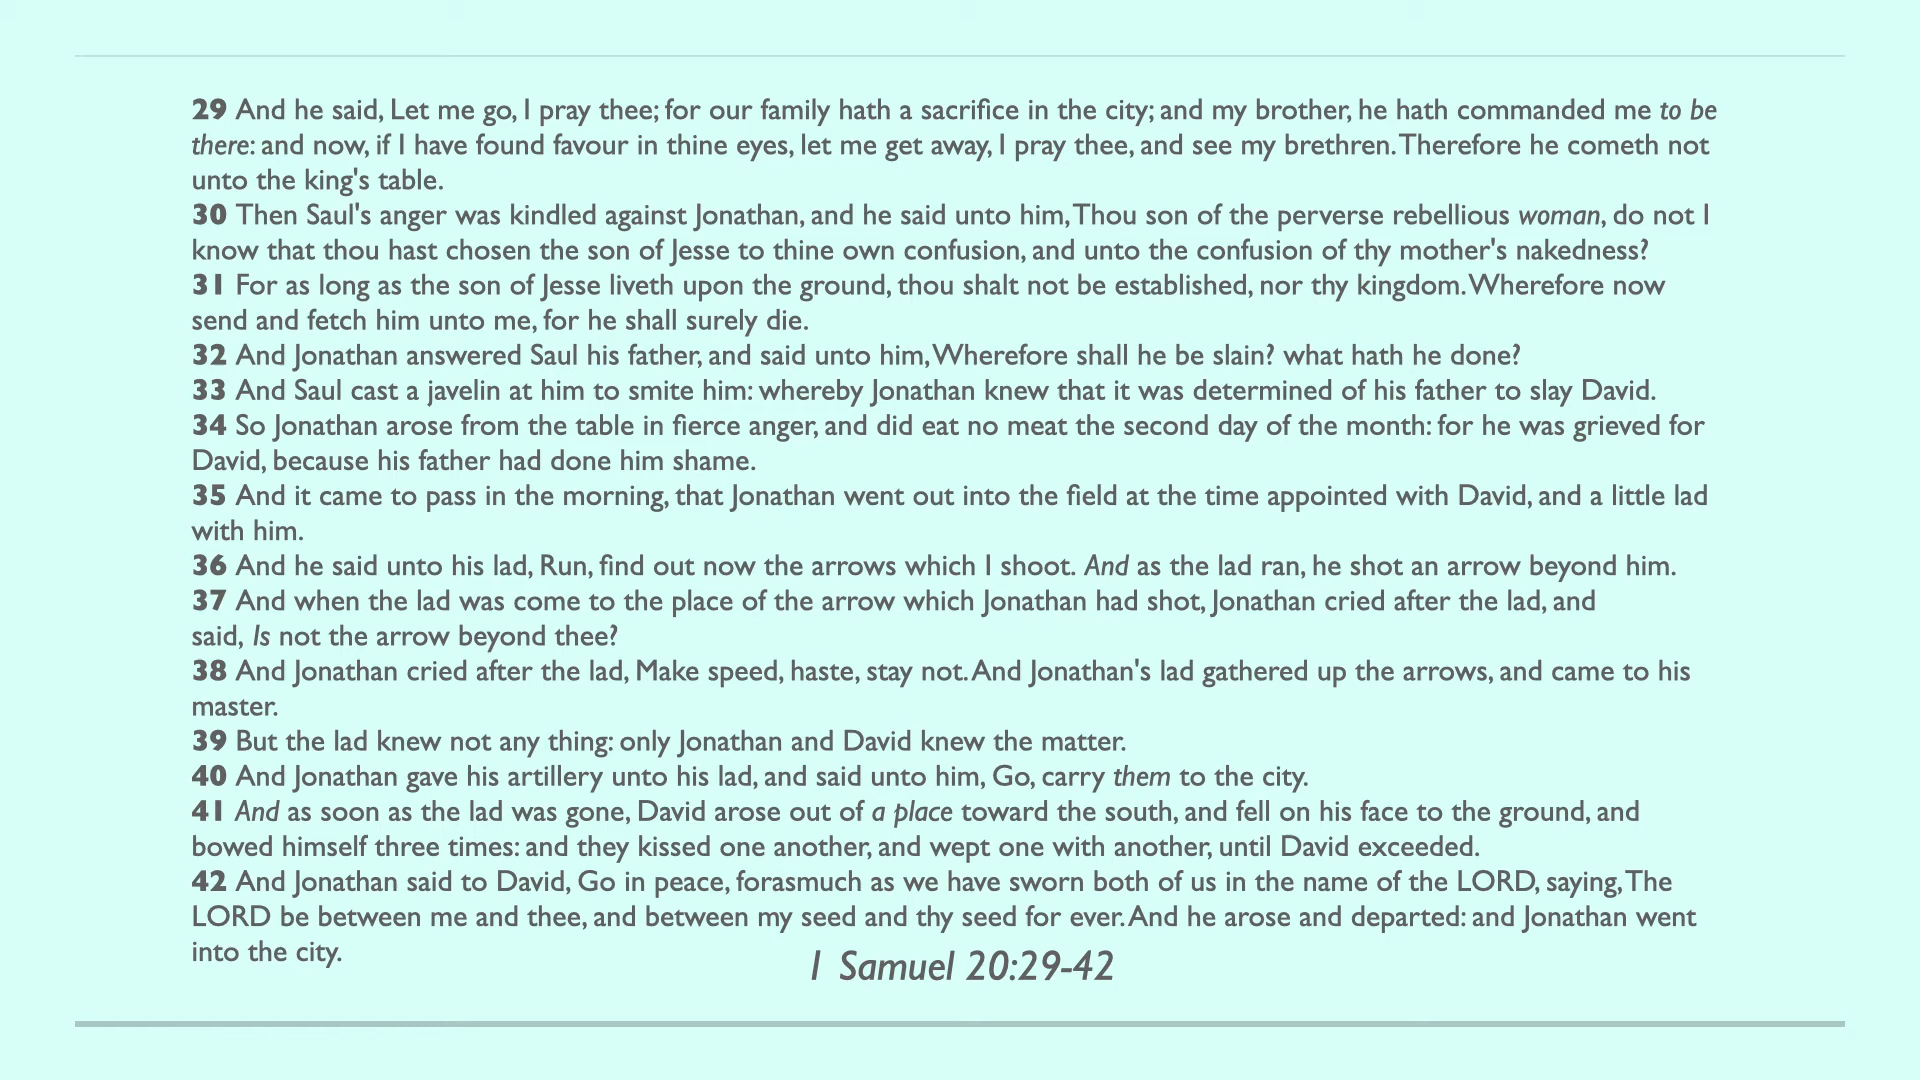 29 And he said, Let me go, I pray thee; for our family hath a sacrifice in the city; and my brother, he hath commanded me to be
there: and now, if I have found favour in thine eyes, let me get away, I pray thee, and see my brethren. Therefore he cometh not
unto the king's table.
30 Then Saul's anger was kindled against Jonathan, and he said unto him, Thou son of the perverse rebellious woman, do not I
know that thou hast chosen the son of Jesse to thine own confusion, and unto the confusion of thy mother's nakedness?
31 For as long as the son of Jesse liveth upon the ground, thou shalt not be established, nor thy kingdom. Wherefore now
send and fetch him unto me, for he shall surely die.
32 And Jonathan answered Saul his father, and said unto him, Wherefore shall he be slain? what hath he done?
33 And Saul cast a javelin at him to smite him: whereby Jonathan knew that it was determined of his father to slay David.
34 So Jonathan arose from the table in fierce anger, and did eat no meat the second day of the month: for he was grieved for
David, because his father had done him shame.
35 And it came to pass in the morning, that Jonathan went out into the field at the time appointed with David, and a little lad
with him.
36 And he said unto his lad, Run, find out now the arrows which I shoot. And as the lad ran, he shot an arrow beyond him.
37 And when the lad was come to the place of the arrow which Jonathan had shot, Jonathan cried after the lad, and
said, Is not the arrow beyond thee?
38 And Jonathan cried after the lad, Make speed, haste, stay not. And Jonathan's lad gathered up the arrows, and came to his
master.
39 But the lad knew not any thing: only Jonathan and David knew the matter.
40 And Jonathan gave his artillery unto his lad, and said unto him, Go, carry them to the city.
41 And as soon as the lad was gone, David arose out of a place toward the south, and fell on his face to the ground, and
bowed himself three times: and they kissed one another, and wept one with another, until David exceeded.
42 And Jonathan said to David, Go in peace, forasmuch as we have sworn both of us in the name of the LORD, saying, The
LORD be between me and thee, and between my seed and thy seed for ever. And he arose and departed: and Jonathan went
into the city.
1 Samuel 20:29-42